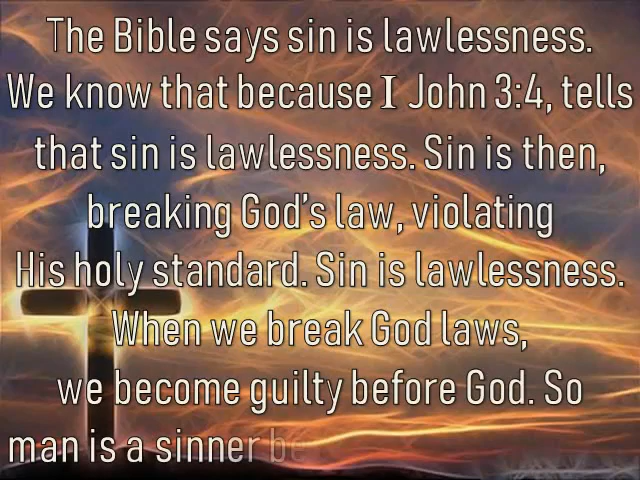 The Bible says sin is lawlessness.
We know that because I John 3:4, tells
that sin is lawlessness. Sin is then,
breaking God's law, violating
His holy standard. Sin is lawlessness.
When we break God laws,
we become guilty before God. So
man is a sinner be